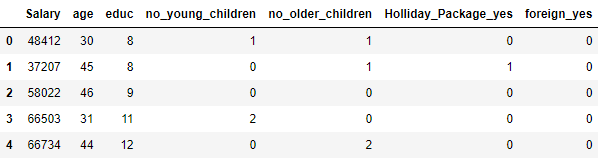 Salary age educ no_young_children no_older_children Holliday_Package_yes foreign_yes
0 48412 30 8 1 1 0 0
1 37207 45 8 0 1 1 0
2 58022 46 9 0 0 0 0
3 66503 31 11 2 0 0 0
4 66734 44 12 0 2 0 0